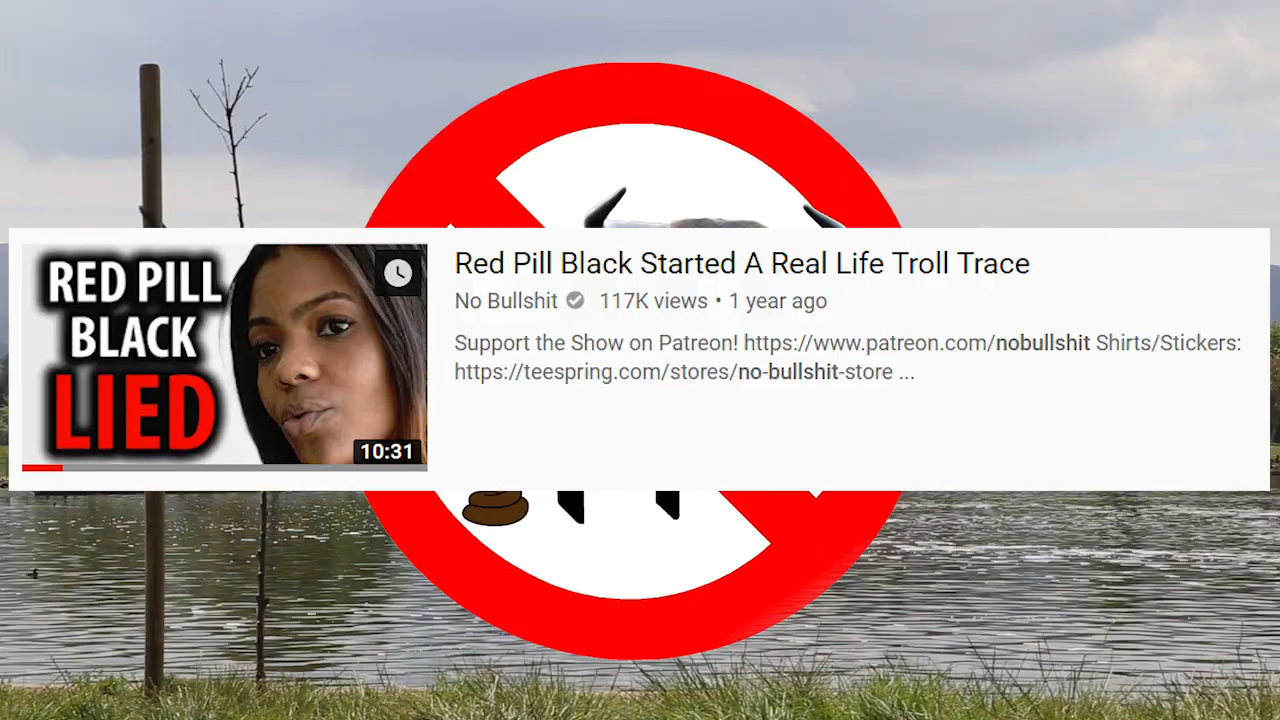 RED PILL
BLACK
LIED
10:31
Red Pill Black Started A Real Life Troll Trace
No Bullshit 117K views • 1 year ago
Support the Show on Patreon! https://www.patreon.com/nobullshit Shirts/Stickers:
https://teespring.com/stores/no-bullshit-store ...